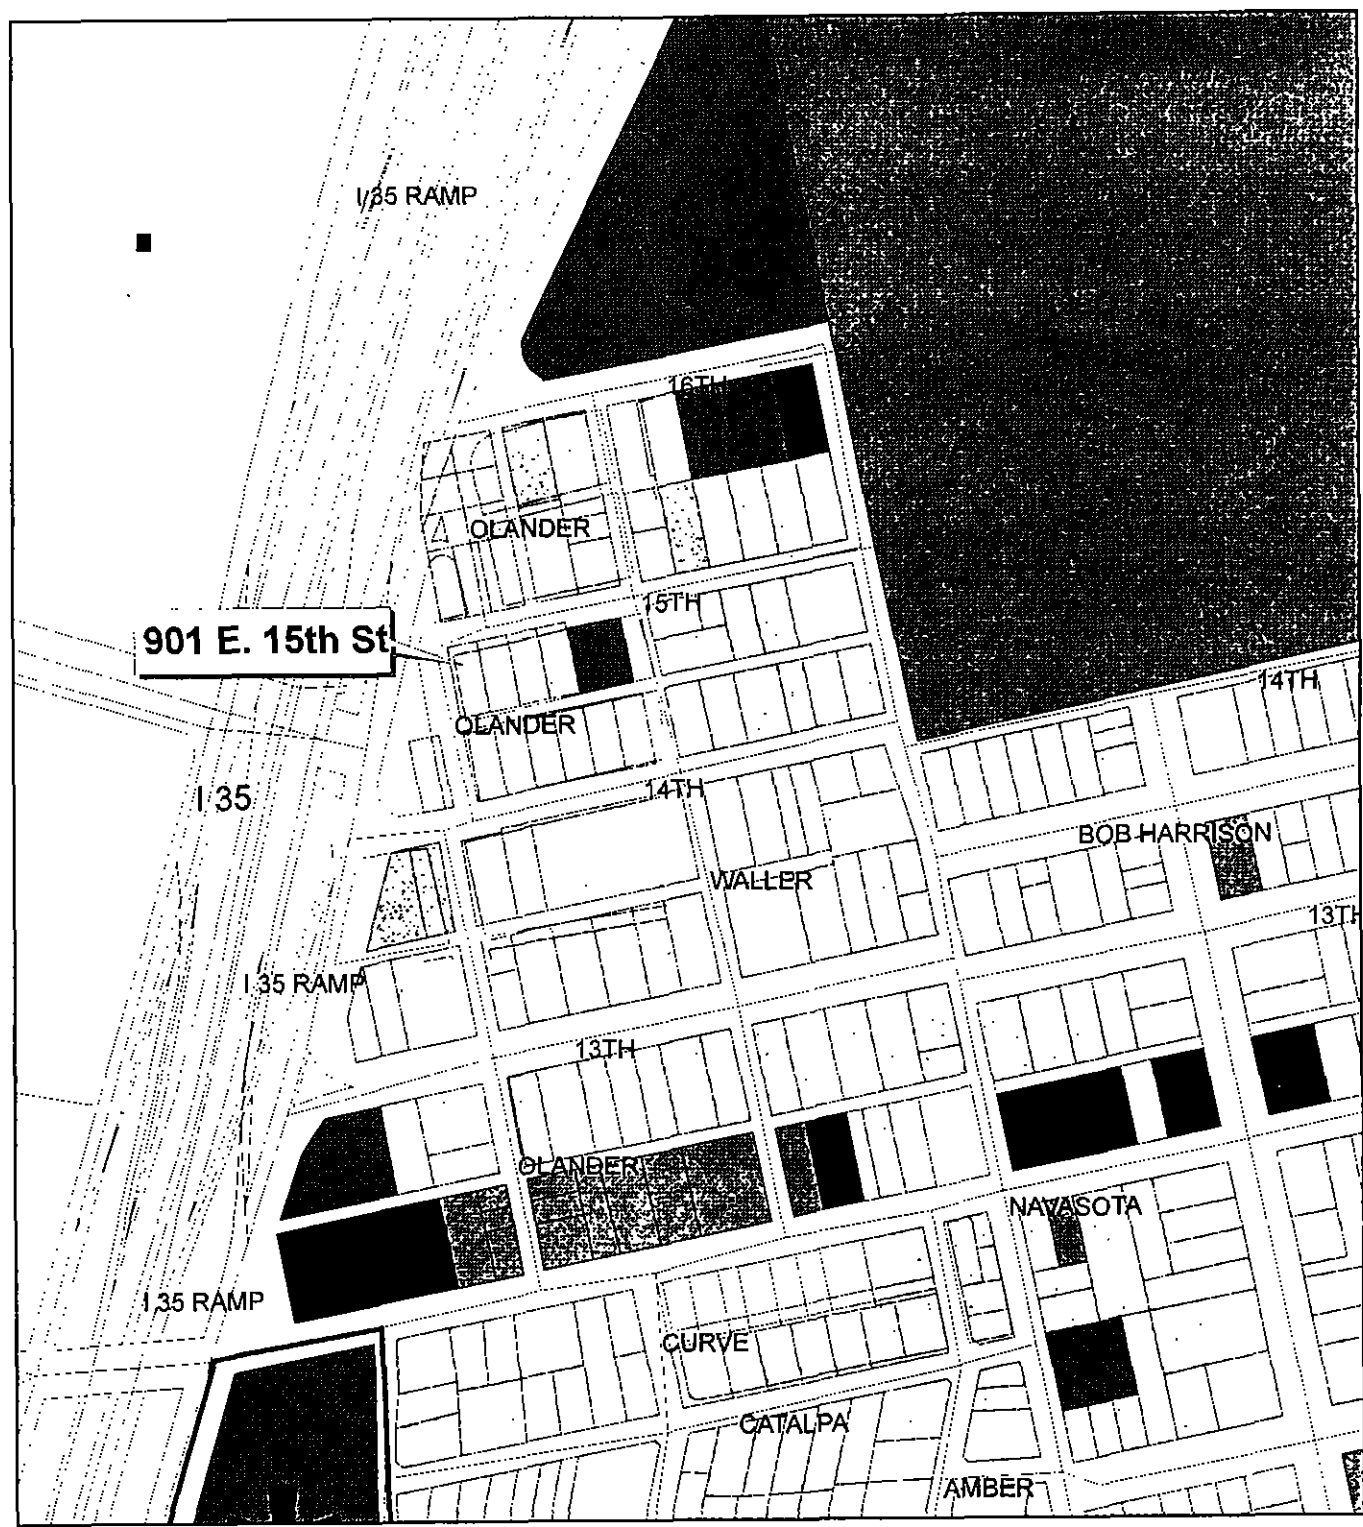 I 35 RAMP
16TH
OLANDER
15TH
901 E. 15th St
14TH
OLANDER
14TH
I 35
BOB HARRISON
WALLER
13TH
I 35 RAMP
13TH
OLANDER
NAVASOTA
I 35 RAMP
CURVE
CATALPA
AMBER